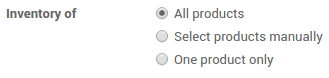 Inventory of All products
Select products manually
One product only